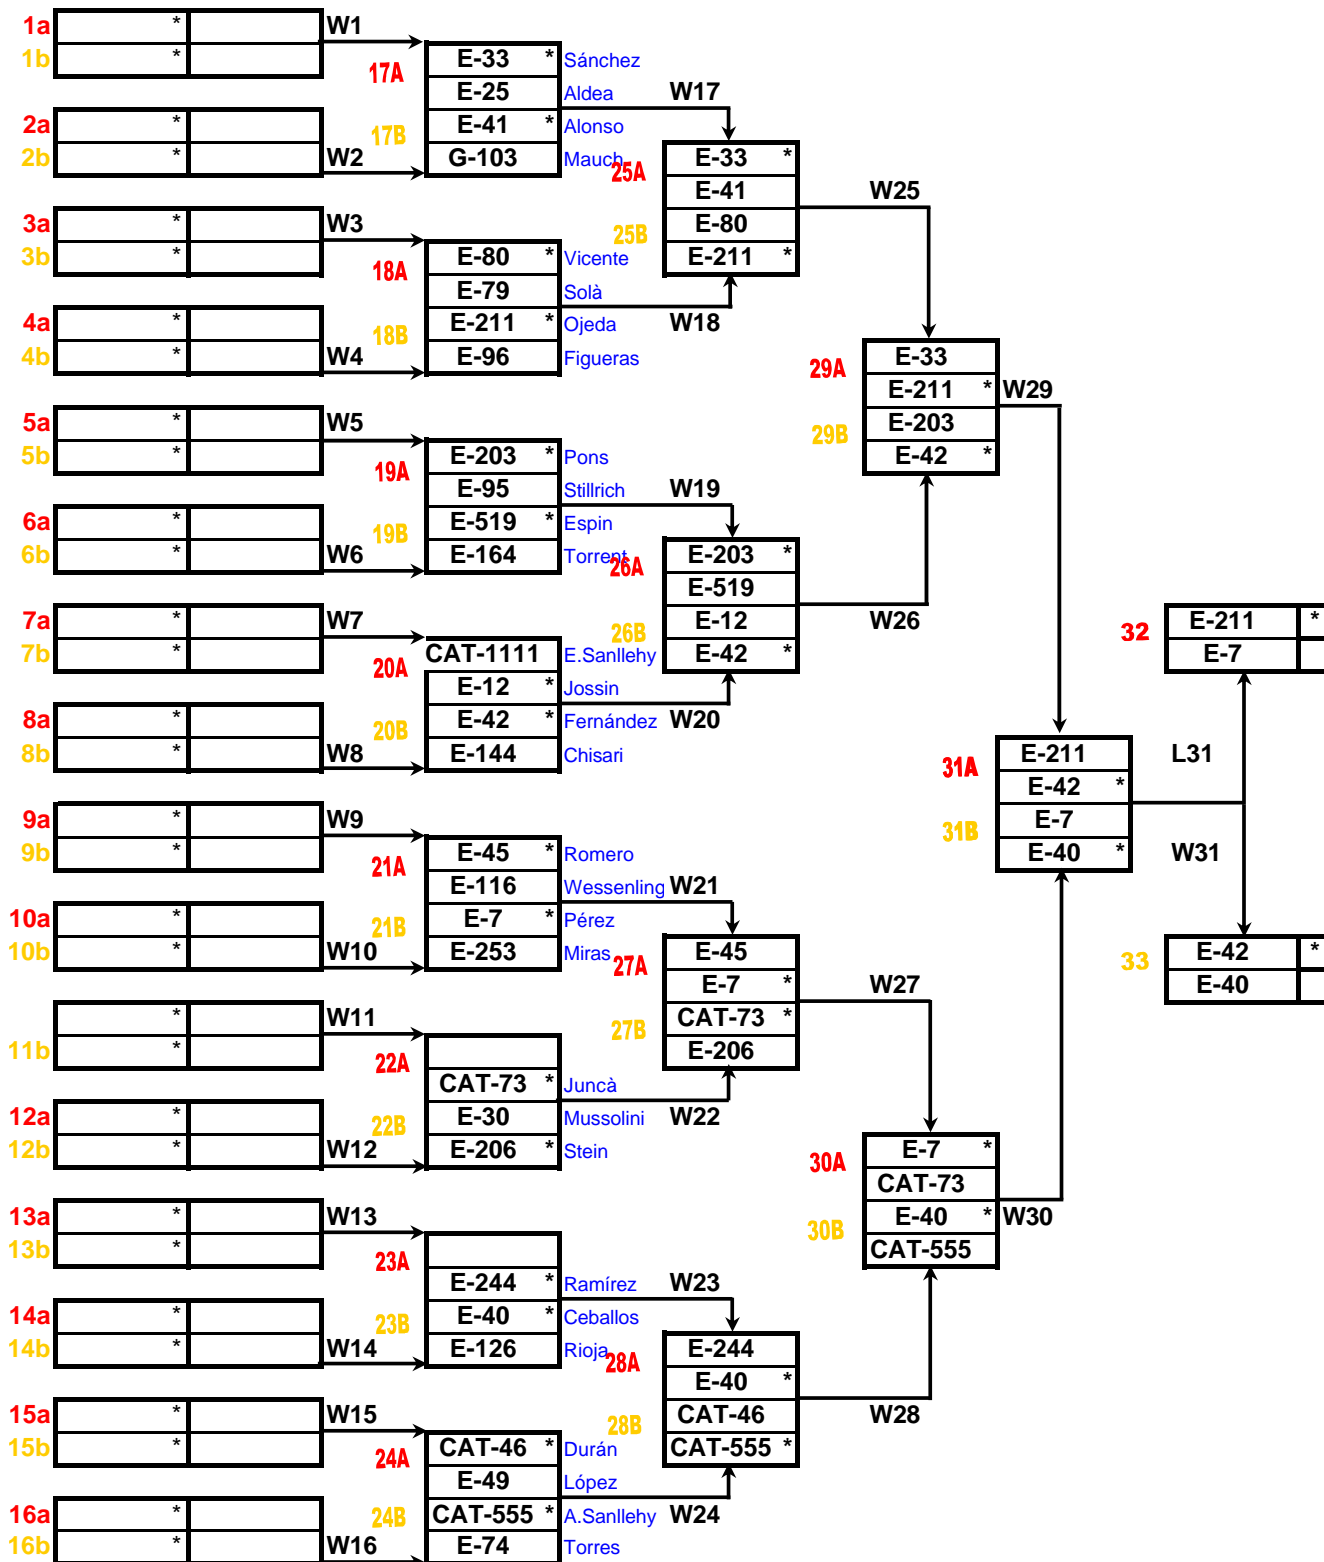 1a * W1
1b *
17A E-33 * Sánchez
E-25 Aldea W17
2a * 17B E-41 * Alonso
2b * W2 G-103 Mauch
25A E-33 *
E-41 W25
25B E-80
E-211 *
3a * W3
3b *
18A E-80 * Vicente
E-79 Solà
4a * 18B E-211 * Ojeda W18
4b * W4 E-96 Figueras
29A E-33
E-211 * W29
29B E-203
E-42 *
5a * W5
5b *
19A E-203 * Pons
E-95 Stillrich W19
6a * 19B E-519 * Espin
6b * W6 E-164 Torrent
26A E-203 *
E-519
26B E-12 W26
E-42 *
7a * W7
7b *
20A CAT-1111 E.Sanllehy
E-12 * Jossin
8a * 20B E-42 * Fernández W20
8b * W8 E-144 Chisari
32 E-211 *
E-7
31A E-211 L31
E-42 *
31B E-7 W31
E-40 *
33 E-42 *
E-40
9a * W9
9b *
21A E-45 * Romero
E-116 Wessenling W21
10a * 21B E-7 * Pérez
10b * W10 E-253 Miras
27A E-45
E-7 * W27
27B CAT-73 *
E-206
* W11
11b *
22A
CAT-73 * Juncà
12a * 22B E-30 Mussolini W22
12b * W12 E-206 * Stein
30A E-7 *
CAT-73
30B E-40 * W30
CAT-555
13a * W13
13b *
23A
E-244 * Ramírez W23
14a * 23B E-40 * Ceballos
14b * W14 E-126 Rioja
28A E-244
E-40 *
28B CAT-46 W28
CAT-555 *
15a * W15
15b *
24A CAT-46 * Durán
E-49 López
16a * 24B CAT-555 * A.Sanllehy W24
16b * W16 E-74 Torres